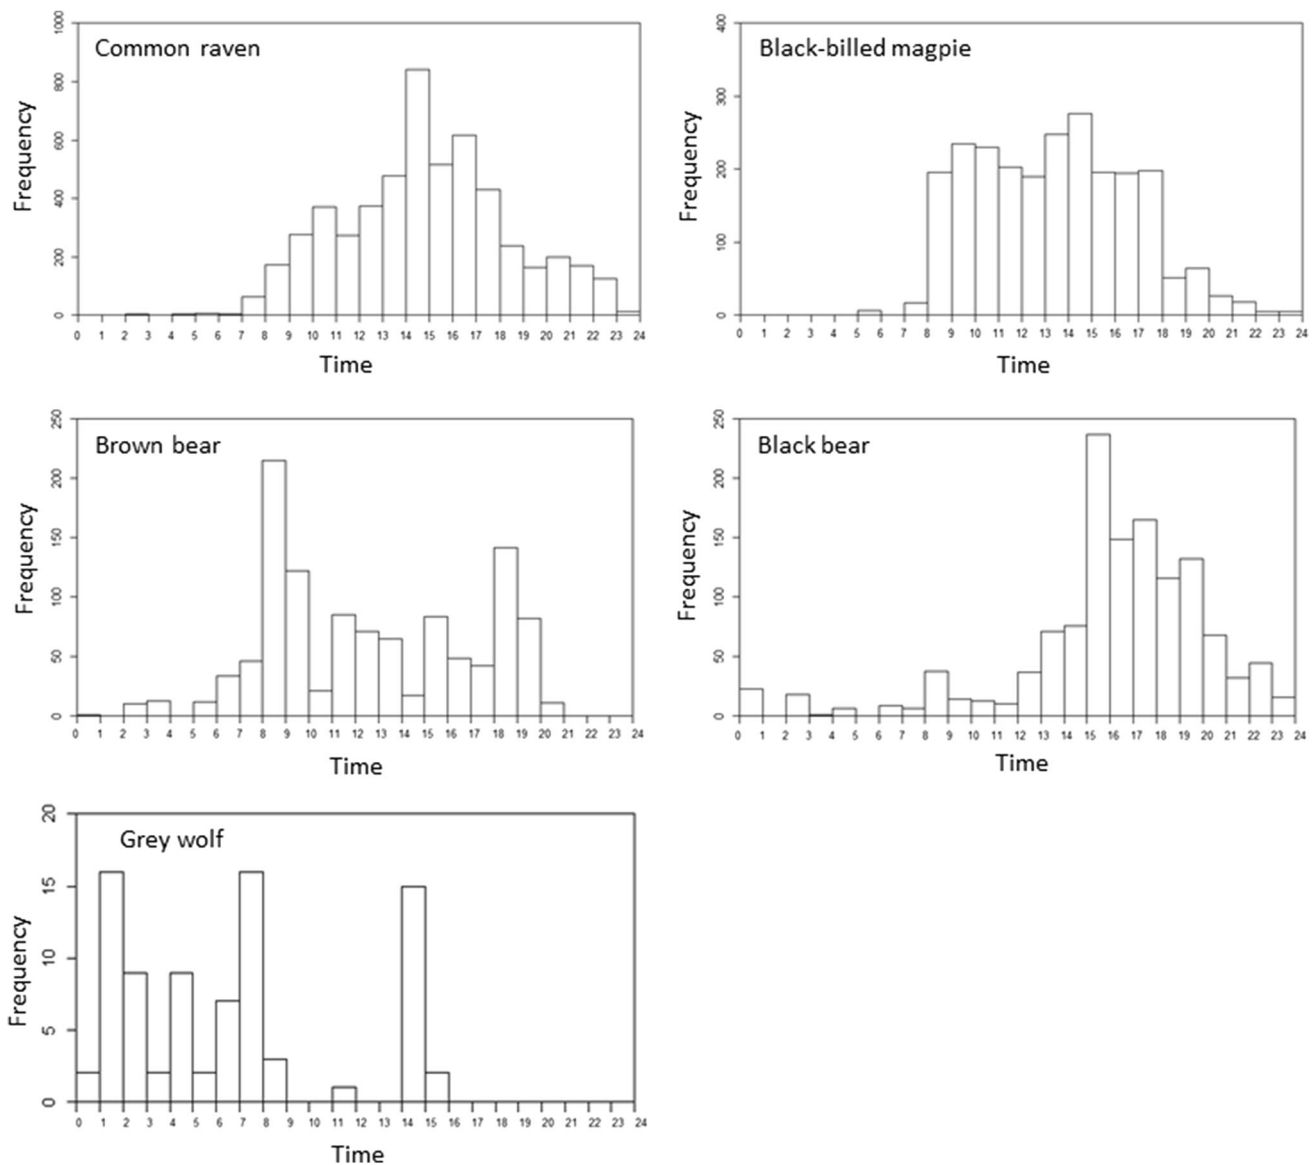 Common raven
Frequency
1000
800
600
400
200
0
0 1 2 3 4 5 6 7 8 9 10 11 12 13 14 15 16 17 18 19 20 21 22 23 24
Time
Black-billed magpie
Frequency
400
300
200
100
0
0 1 2 3 4 5 6 7 8 9 10 11 12 13 14 15 16 17 18 19 20 21 22 23 24
Time
Brown bear
Frequency
250
200
150
100
50
0
0 1 2 3 4 5 6 7 8 9 10 11 12 13 14 15 16 17 18 19 20 21 22 23 24
Time
Black bear
Frequency
250
200
150
100
50
0
0 1 2 3 4 5 6 7 8 9 10 11 12 13 14 15 16 17 18 19 20 21 22 23 24
Time
Grey wolf
Frequency
20
15
10
5
0
0 1 2 3 4 5 6 7 8 9 10 11 12 13 14 15 16 17 18 19 20 21 22 23 24
Time